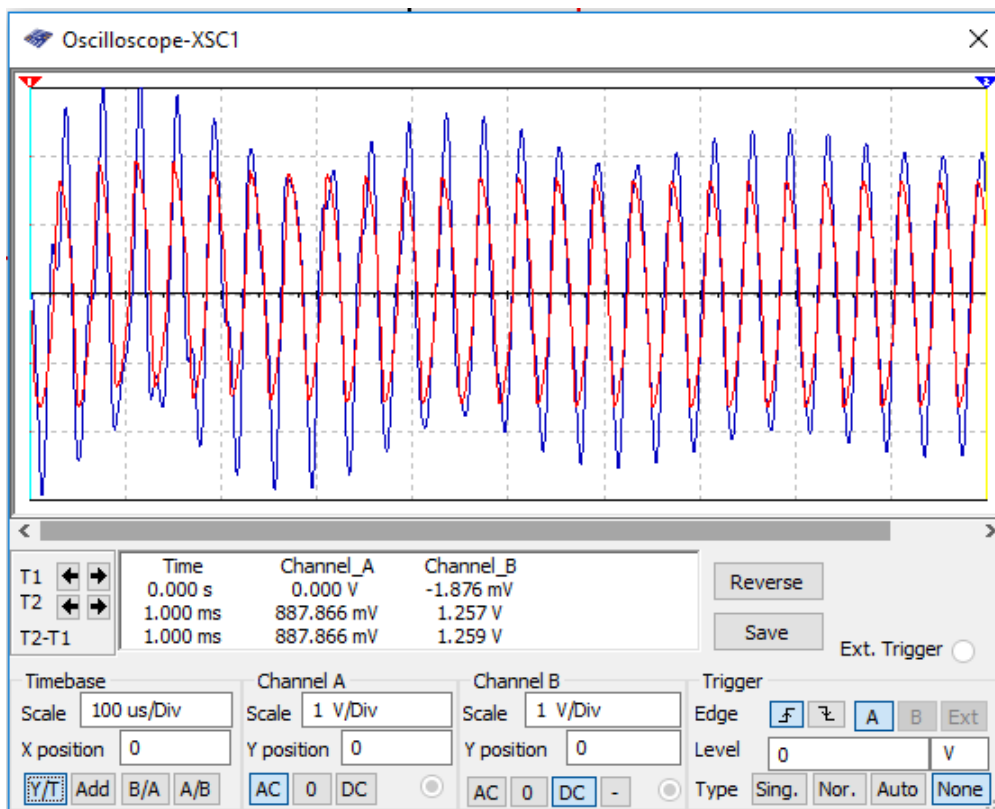 Oscilloscope-XSC1
1
2
Time Channel_A Channel_B
T1 0.000 s 0.000 V -1.876 mV
T2 1.000 ms 887.866 mV 1.257 V
T2-T1 1.000 ms 887.866 mV 1.259 V
Reverse
Save
Ext. Trigger
Timebase Channel A Channel B Trigger
Scale 100 us/Div Scale 1 V/Div Scale 1 V/Div Edge A B Ext
X position 0 Y position 0 Y position 0 Level 0 V
Y/T Add B/A A/B AC 0 DC AC 0 DC - Type Sing. Nor. Auto None